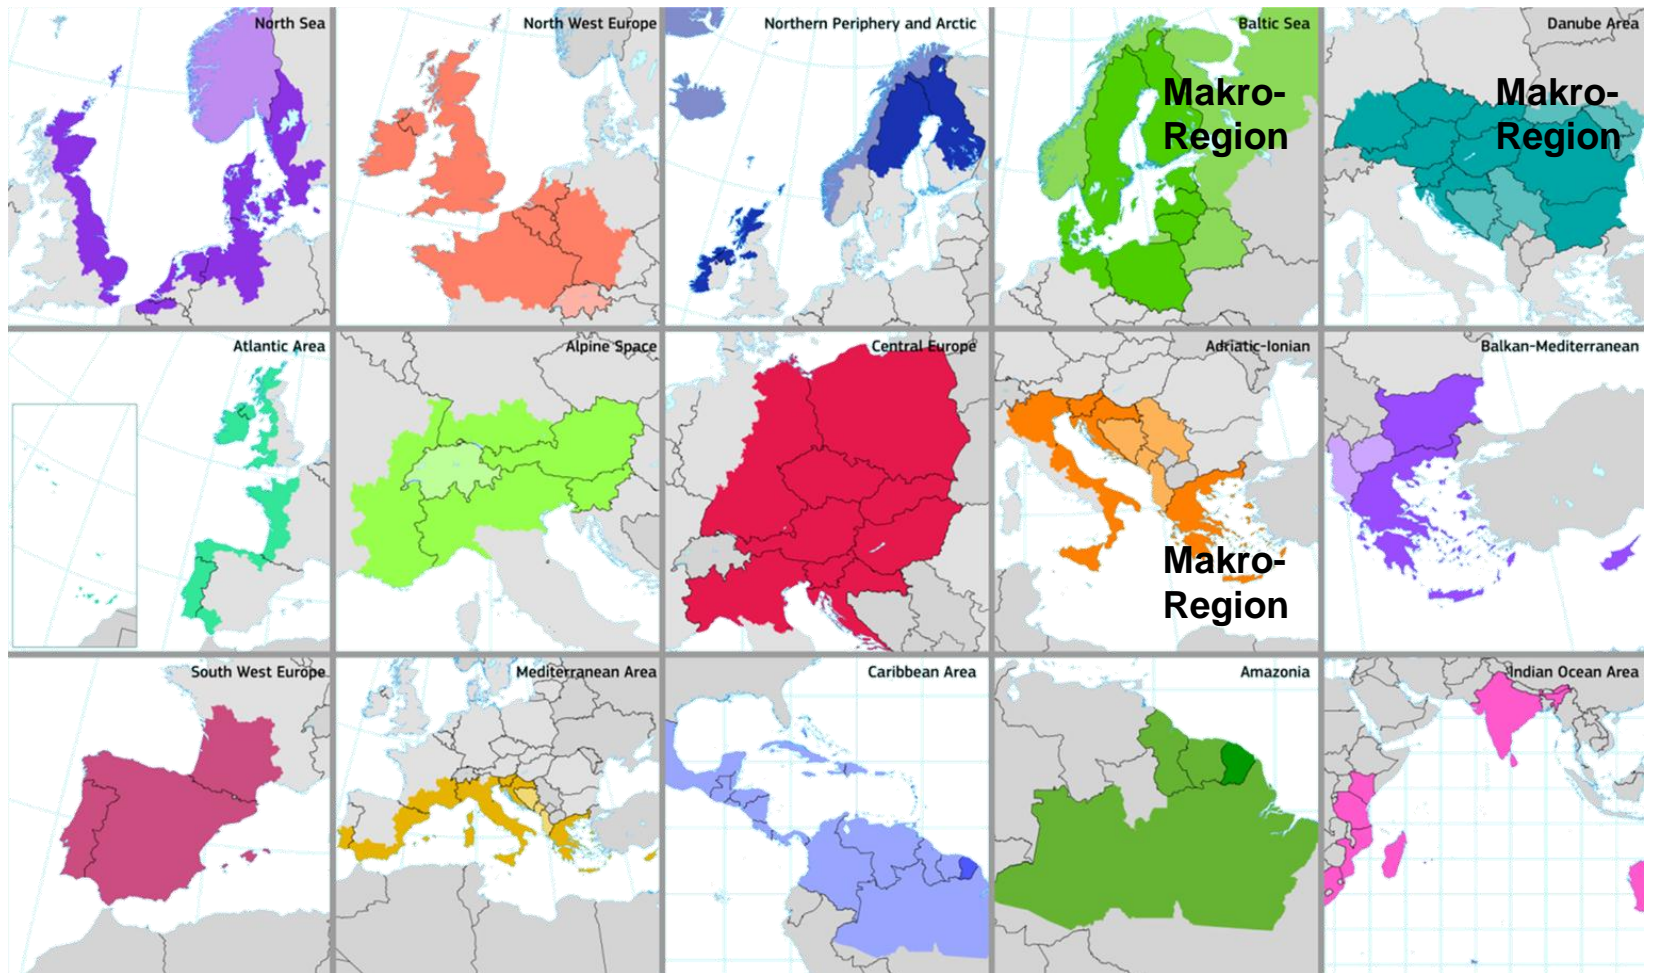 North Sea
North West Europe
Northern Periphery and Arctic
Baltic Sea
Makro-
Region
Danube Area
Makro-
Region
Atlantic Area
Alpine Space
Central Europe
Adriatic-Ionian
Makro-
Region
Balkan-Mediterranean
South West Europe
Mediterranean Area
Caribbean Area
Amazonia
Indian Ocean Area